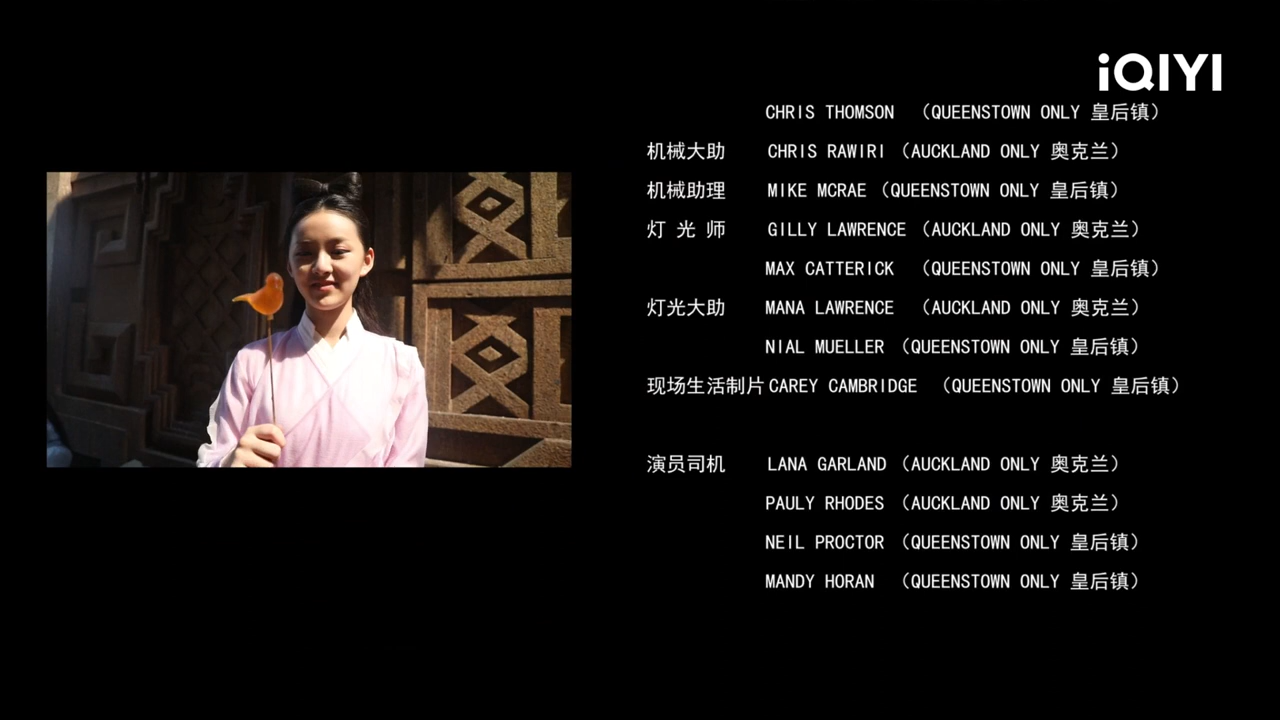 iQIYI
CHRIS THOMSON （QUEENSTOWN ONLY 皇后镇）
机械大助 CHRIS RAWIRI （AUCKLAND ONLY 奥克兰）
机械助理 MIKE MCRAE （QUEENSTOWN ONLY 皇后镇）
灯 光 师 GILLY LAWRENCE （AUCKLAND ONLY 奥克兰）
MAX CATTERICK （QUEENSTOWN ONLY 皇后镇）
灯光大助 MANA LAWRENCE （AUCKLAND ONLY 奥克兰）
NIAL MUELLER （QUEENSTOWN ONLY 皇后镇）
现场生活制片 CAREY CAMBRIDGE （QUEENSTOWN ONLY 皇后镇）
演员司机 LANA GARLAND （AUCKLAND ONLY 奥克兰）
PAULY RHODES （AUCKLAND ONLY 奥克兰）
NEIL PROCTOR （QUEENSTOWN ONLY 皇后镇）
MANDY HORAN （QUEENSTOWN ONLY 皇后镇）